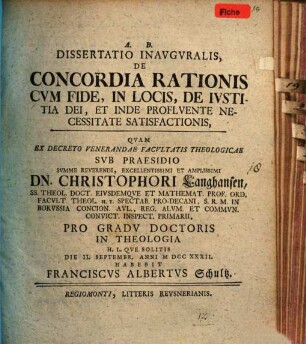 Fiche
A. D.
DISSERTATIO INAVGVRALIS,
DE
CONCORDIA RATIONIS
CVM FIDE, IN LOCIS, DE IVSTI-
TIA DEI, ET INDE PROFLVENTE NE-
CESSITATE SATISFACTIONIS,
QVAM
EX DECRETO VENERANDAE FACVLTATIS THEOLOGICAE
SVB PRAESIDIO
SVMME REVERENDI, EXCELLENTISSIMI ET AMPLISSIMI
DN. CHRISTOPHORI Langhansen,
SS. THEOL. DOCT. EIVSDEMQVE ET MATHEMAT. PROF. ORD.
FACVLT. THEOL. H. T. SPECTAB. PRO-DECANI, S. R. M. IN
BORVSSIA CONCION. AVL., REG. ALVM. ET COMMVN.
CONVICT. INSPECT. PRIMARII,
PRO GRADV DOCTORIS
IN THEOLOGIA
H. L. QVE SOLITIS
DIE II. SEPTEMBR. ANNI M DCC XXXII.
HABEBIT
FRANCISCVS ALBERTVS Schultz.
REGIOMONTI, LITTERIS REVSNERIANIS.